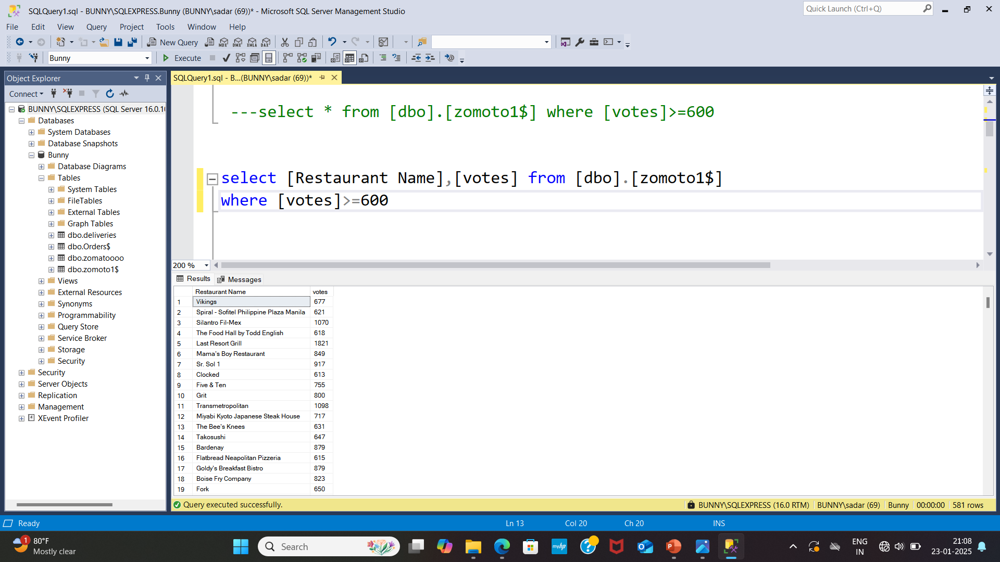 SQLQuery1.sql - BUNNY\SQLEXPRESS.Bunny (BUNNY\sadar (69))* - Microsoft SQL Server Management Studio
Quick Launch (Ctrl+Q)
File Edit View Query Project Tools Window Help
New Query
MDX DMX XMLA DAX
Bunny
Execute
Object Explorer
SQLQuery1.sql - B...(BUNNY\sadar (69))*
Connect
BUNNY\SQLEXPRESS (SQL Server 16.0.10
Databases
System Databases
Database Snapshots
Bunny
Database Diagrams
Tables
System Tables
FileTables
External Tables
Graph Tables
dbo.deliveries
dbo.Orders$
dbo.zomatoooo
dbo.zomoto1$
Views
External Resources
Synonyms
Programmability
Query Store
Service Broker
Storage
Security
Security
Server Objects
Replication
Management
XEvent Profiler
---select * from [dbo].[zomoto1$] where [votes]>=600
select [Restaurant Name],[votes] from [dbo].[zomoto1$]
where [votes]>=600
200 %
Results Messages
Restaurant Name votes
1 Vikings 677
2 Spiral - Sofitel Philippine Plaza Manila 621
3 Silantro Fil-Mex 1070
4 The Food Hall by Todd English 618
5 Last Resort Grill 1821
6 Mama's Boy Restaurant 849
7 Sr. Sol 1 917
8 Clocked 613
9 Five & Ten 755
10 Grit 800
11 Transmetropolitan 1098
12 Miyabi Kyoto Japanese Steak House 717
13 The Bee's Knees 631
14 Takosushi 647
15 Bardenay 879
16 Flatbread Neapolitan Pizzeria 615
17 Goldy's Breakfast Bistro 879
18 Boise Fry Company 823
19 Fork 650
Query executed successfully.
BUNNY\SQLEXPRESS (16.0 RTM) BUNNY\sadar (69) Bunny 00:00:00 581 rows
Ready
Ln 13 Col 20 Ch 20 INS
1
80°F
Mostly clear
Search
myhp
ENG
IN
21:08
23-01-2025